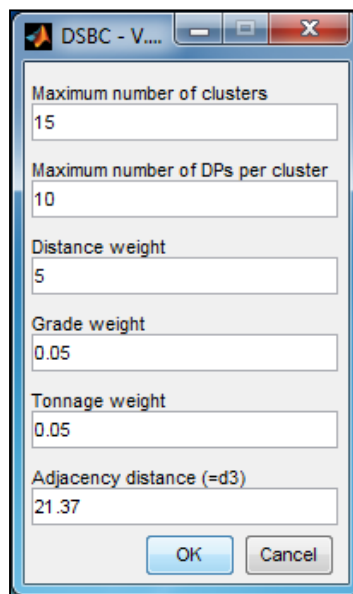 DSBC - V....
Maximum number of clusters
15
Maximum number of DPs per cluster
10
Distance weight
5
Grade weight
0.05
Tonnage weight
0.05
Adjacency distance (=d3)
21.37
OK Cancel